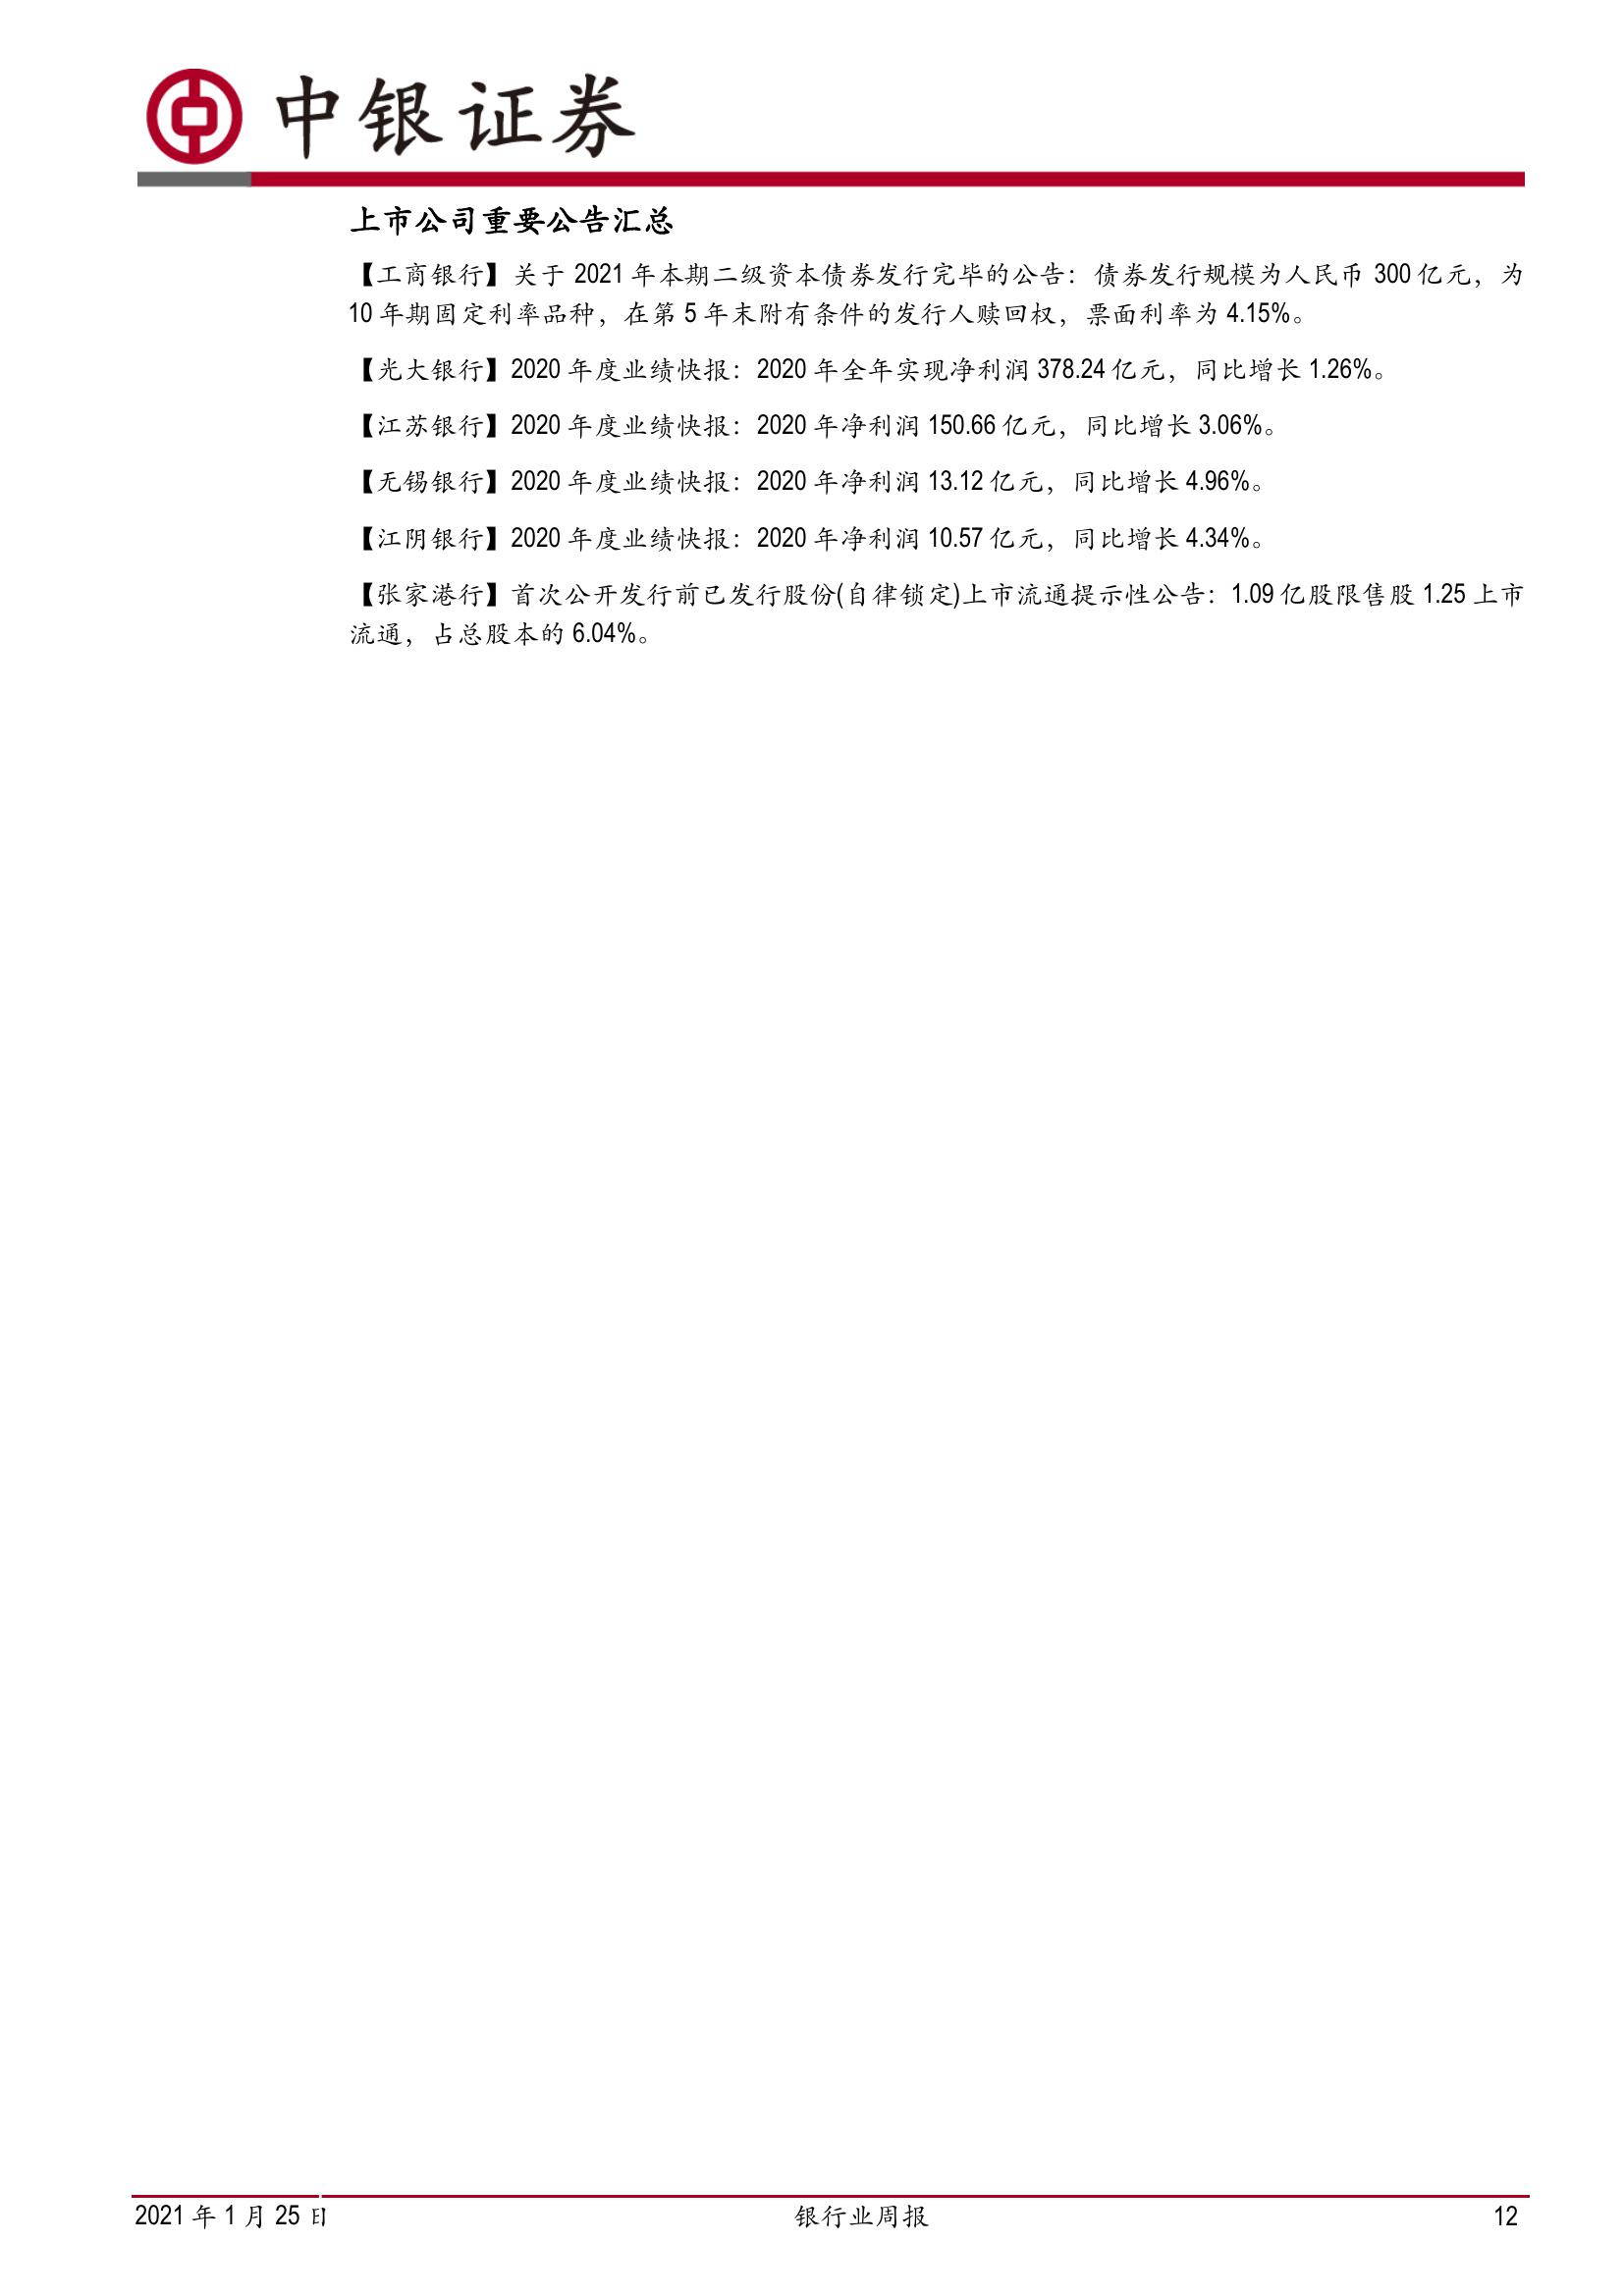 中银证券
上市公司重要公告汇总
【工商银行】关于 2021 年本期二级资本债券发行完毕的公告：债券发行规模为人民币 300 亿元，为
10 年期固定利率品种，在第 5 年末附有条件的发行人赎回权，票面利率为 4.15%。
【光大银行】2020 年度业绩快报：2020 年全年实现净利润 378.24 亿元，同比增长 1.26%。
【江苏银行】2020 年度业绩快报：2020 年净利润 150.66 亿元，同比增长 3.06%。
【无锡银行】2020 年度业绩快报：2020 年净利润 13.12 亿元，同比增长 4.96%。
【江阴银行】2020 年度业绩快报：2020 年净利润 10.57 亿元，同比增长 4.34%。
【张家港行】首次公开发行前已发行股份(自律锁定)上市流通提示性公告：1.09 亿股限售股 1.25 上市
流通，占总股本的 6.04%。
2021 年 1 月 25 日 银行业周报 12